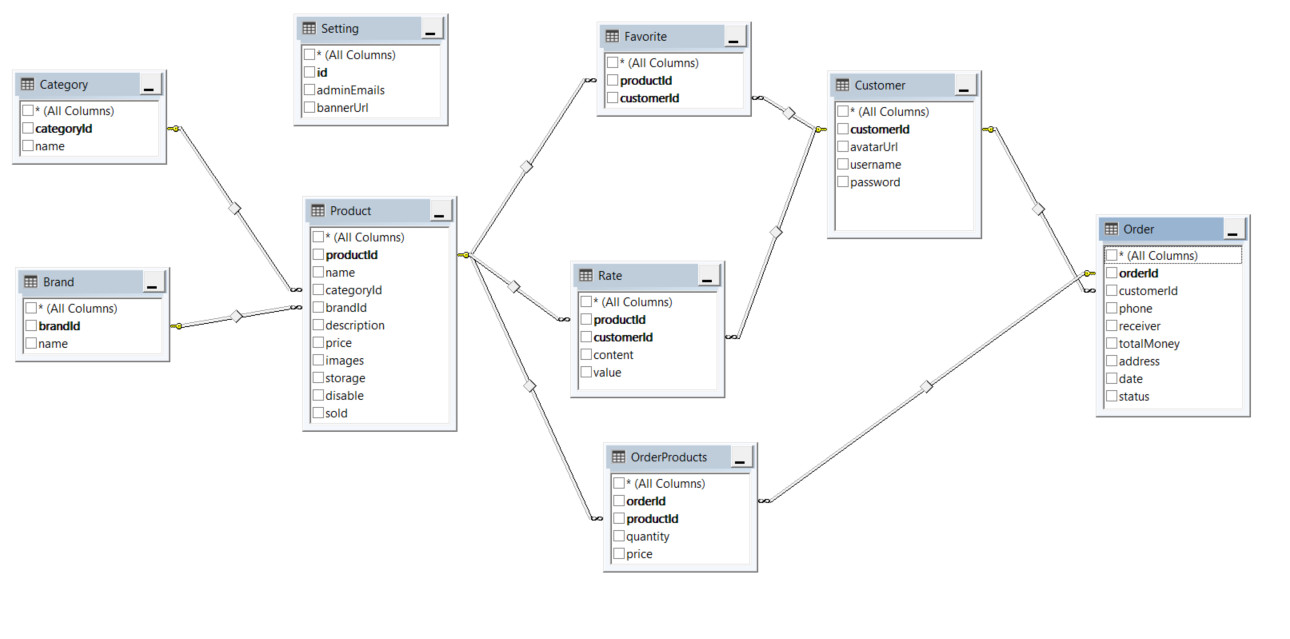 Setting
* (All Columns)
id
adminEmails
bannerUrl
Favorite
* (All Columns)
productId
customerId
Category
* (All Columns)
categoryId
name
Customer
* (All Columns)
customerId
avatarUrl
username
password
Product
* (All Columns)
productId
name
categoryId
brandId
description
price
images
storage
disable
sold
Order
* (All Columns)
orderId
customerId
phone
receiver
totalMoney
address
date
status
Brand
* (All Columns)
brandId
name
Rate
* (All Columns)
productId
customerId
content
value
OrderProducts
* (All Columns)
orderId
productId
quantity
price